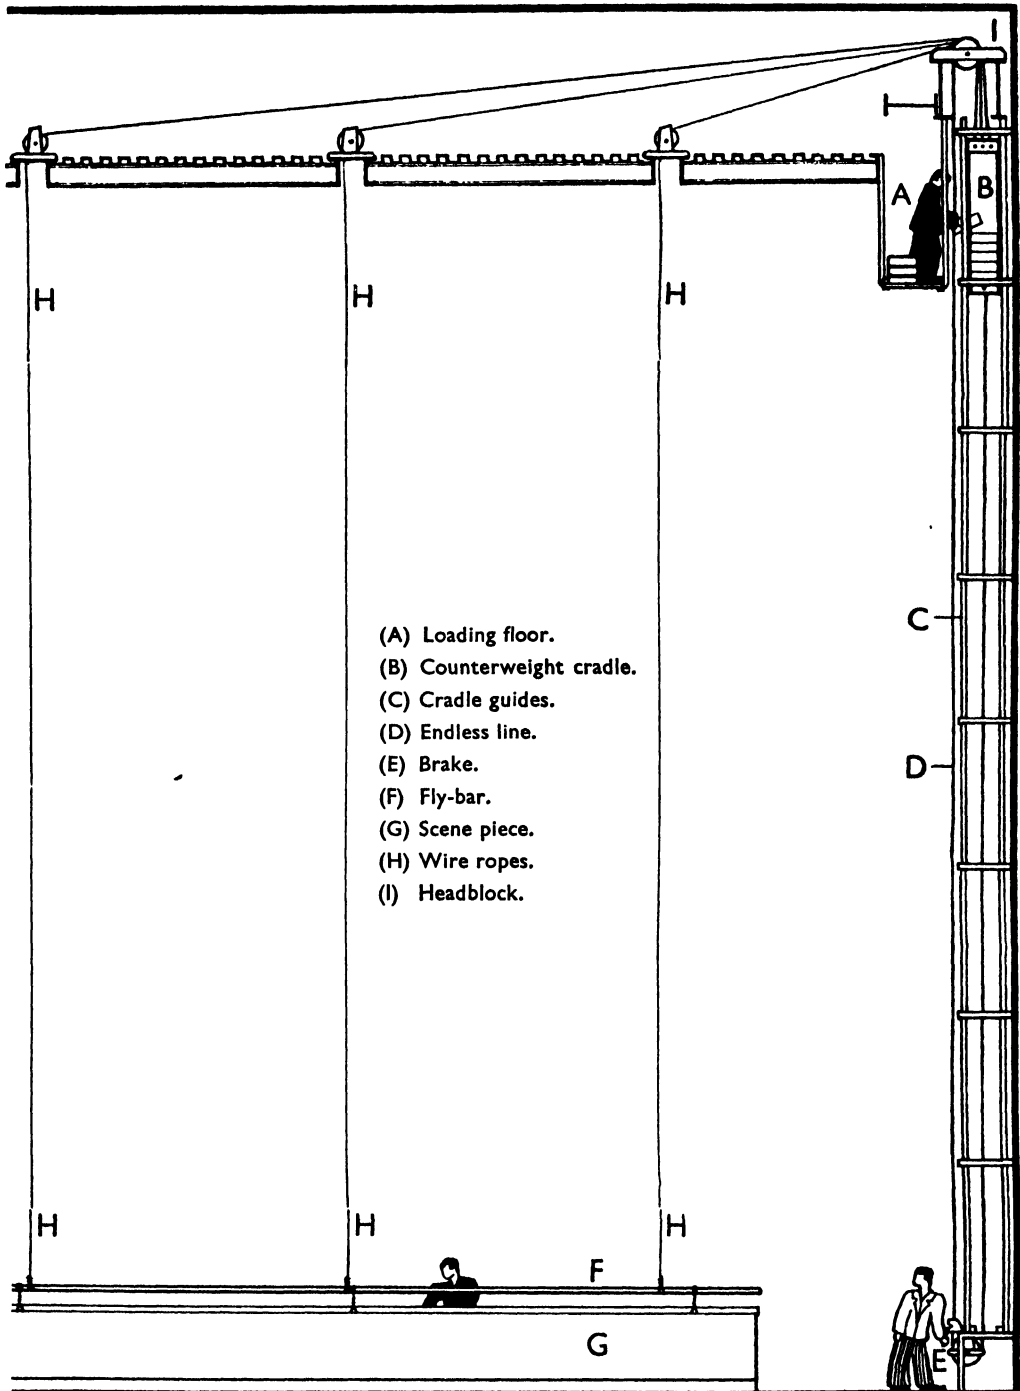 I
A
B
H H H
C
(A) Loading floor.
(B) Counterweight cradle.
(C) Cradle guides.
(D) Endless line.
(E) Brake.
(F) Fly-bar.
(G) Scene piece.
(H) Wire ropes.
(I) Headblock.
D
H H H
F
G
E